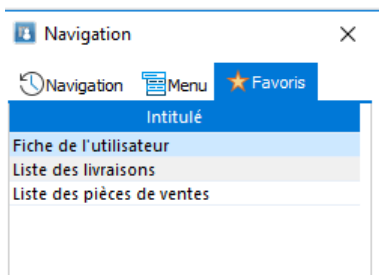 Navigation
Navigation Menu Favoris
Intitulé
Fiche de l'utilisateur
Liste des livraisons
Liste des pièces de ventes